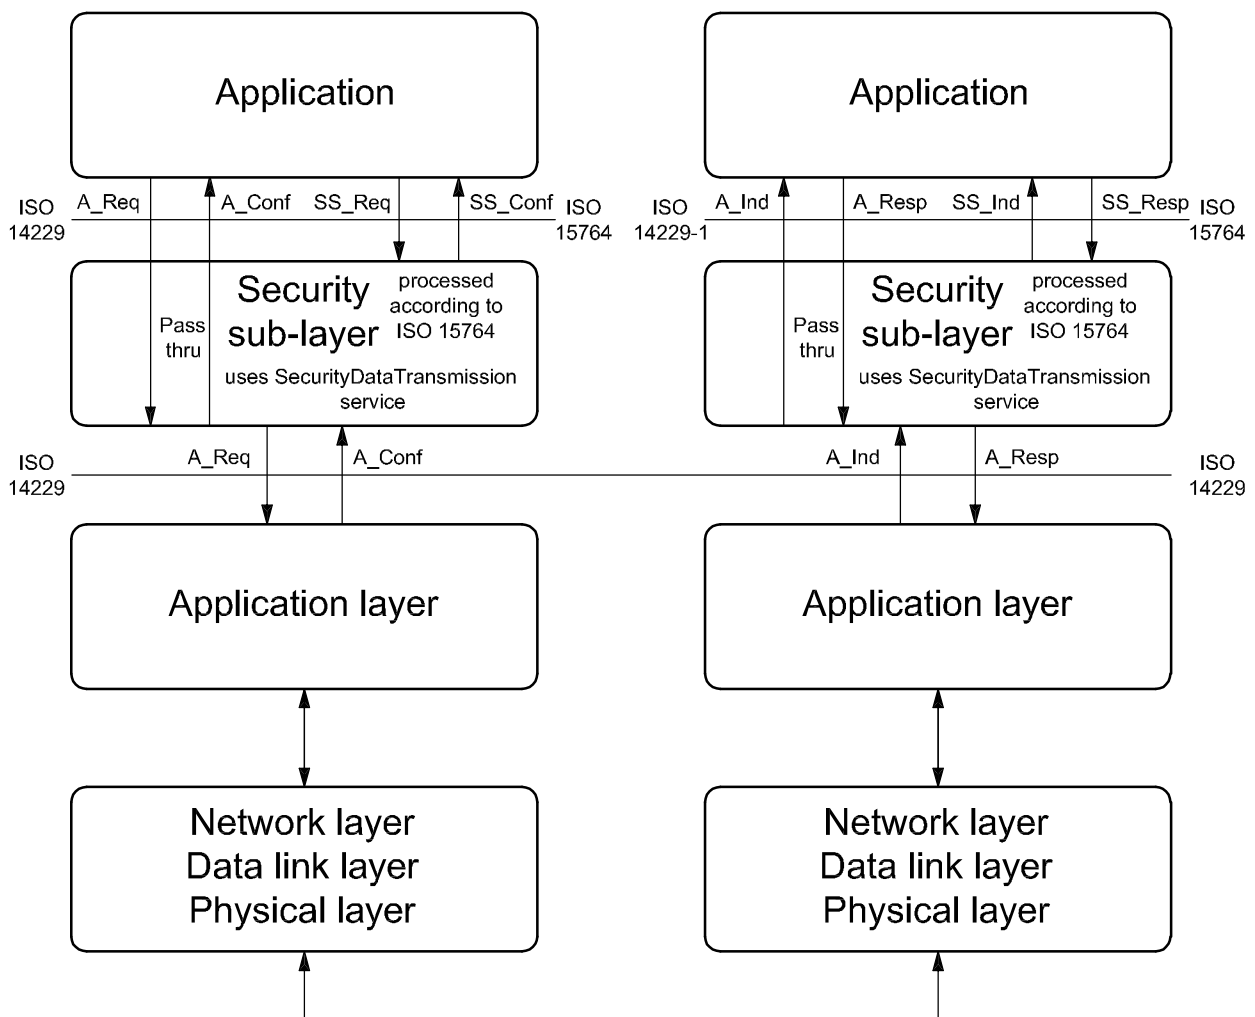 Application
Application
ISO
14229
A_Req
A_Conf
SS_Req
SS_Conf
ISO
15764
ISO
14229-1
A_Ind
A_Resp
SS_Ind
SS_Resp
ISO
15764
Security
sub-layer
processed
according to
ISO 15764
Pass
thru
uses SecurityDataTransmission
service
Security
sub-layer
processed
according to
ISO 15764
Pass
thru
uses SecurityDataTransmission
service
ISO
14229
A_Req
A_Conf
A_Ind
A_Resp
ISO
14229
Application layer
Application layer
Network layer
Data link layer
Physical layer
Network layer
Data link layer
Physical layer